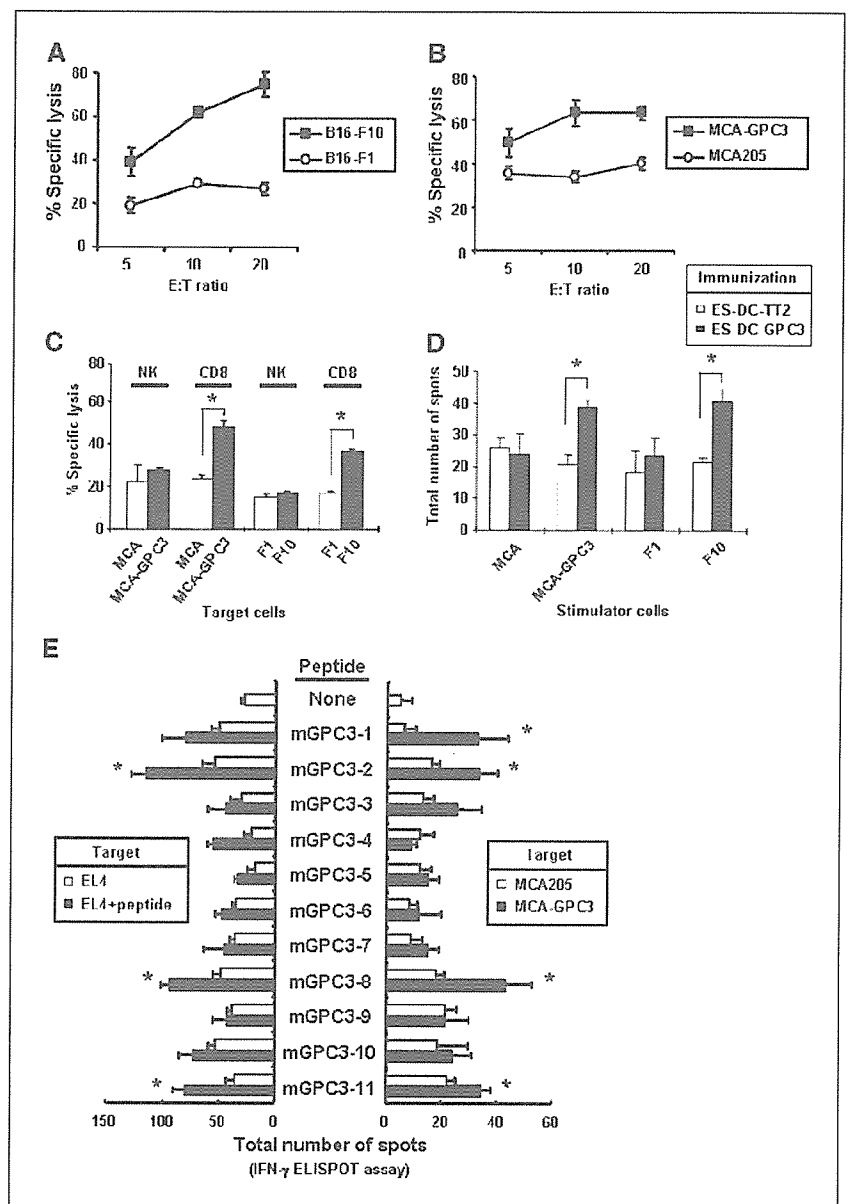 A
% Specific lysis
80
60
40
20
0
5 10 20
E:T ratio
B16-F10
B16-F1
B
% Specific lysis
80
60
40
20
0
5 10 20
E:T ratio
MCA-GPC3
MCA205
Immunization
ES-DC-TT2
ES-DC-GPC3
C
% Specific lysis
80
60
40
20
0
NK CD8 NK CD8
* *
MCA
MCA-GPC3
MCA
MCA-GPC3
F1
F10
F1
F10
Target cells
D
Total number of spots
50
40
30
20
10
0
* *
MCA
MCA-GPC3
F1
F10
Stimulator cells
E
Peptide
None
mGPC3-1 *
* mGPC3-2 *
mGPC3-3
mGPC3-4
mGPC3-5
mGPC3-6
mGPC3-7
* mGPC3-8 *
mGPC3-9
mGPC3-10
* mGPC3-11 *
Target
EL4
EL4+peptide
Target
MCA205
MCA-GPC3
150 100 50 0 0 20 40 60
Total number of spots
(IFN-γ ELISPOT assay)